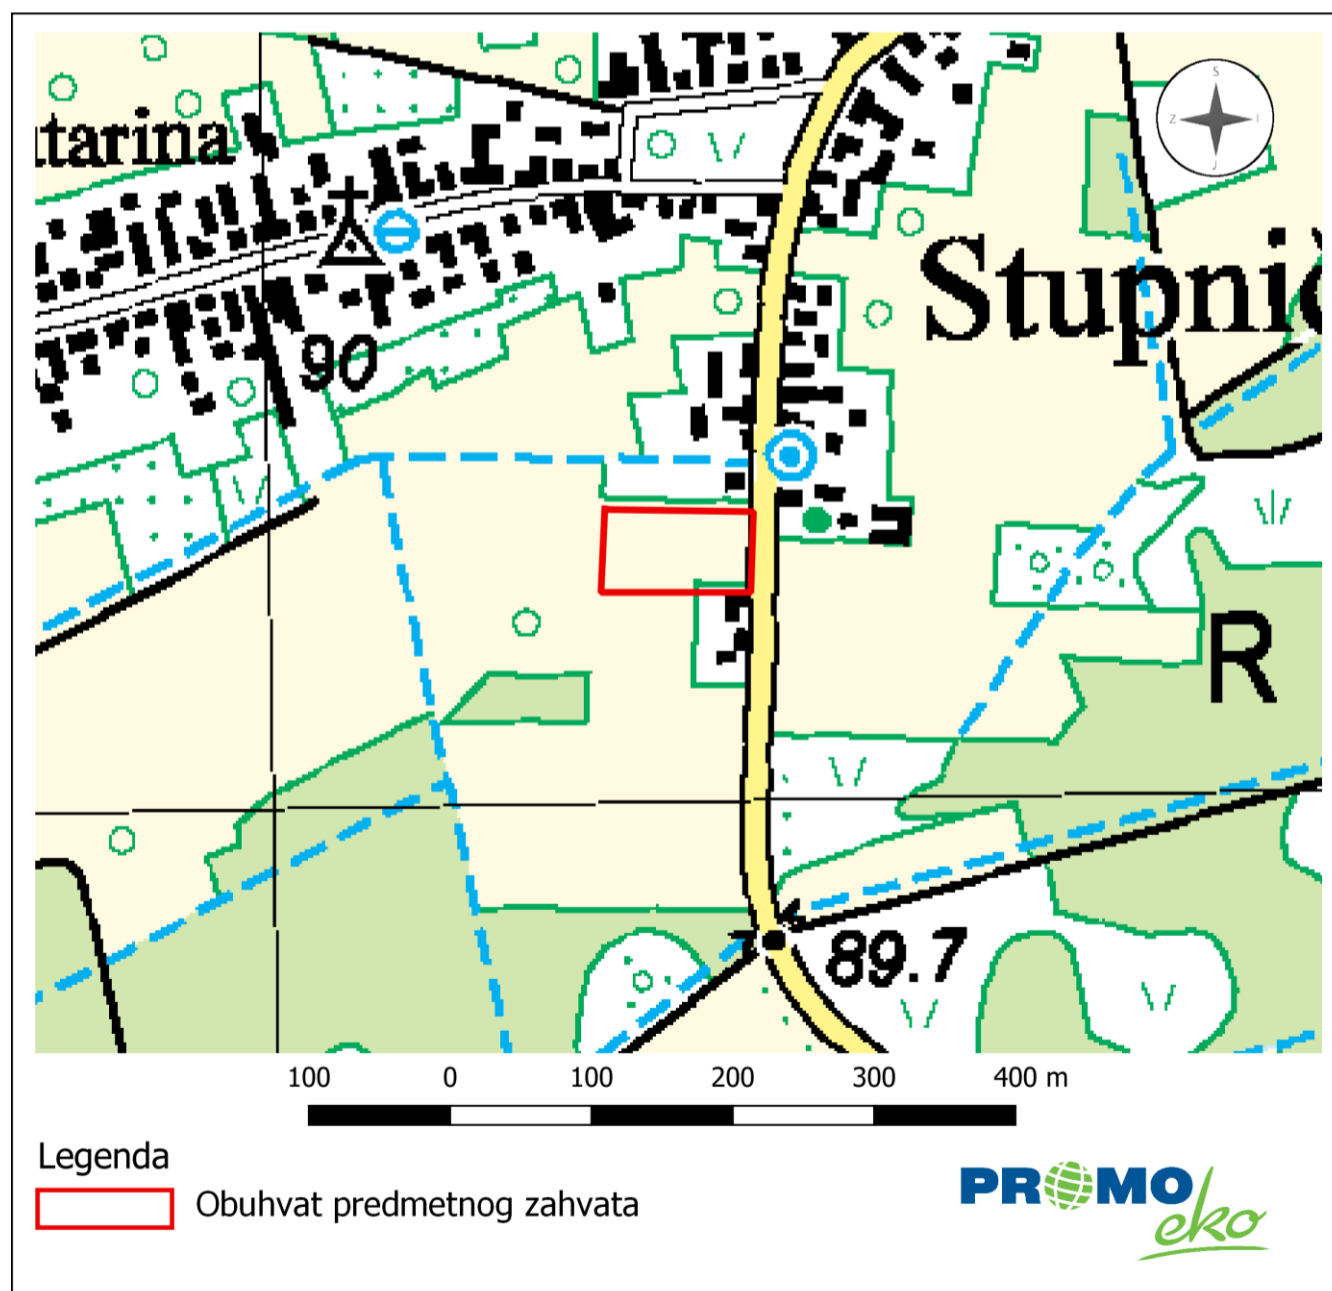 S
Z I
J
tarina
Stupnič
90
R
89.7
100 0 100 200 300 400 m
Legenda
Obuhvat predmetnog zahvata
PROMO
eko